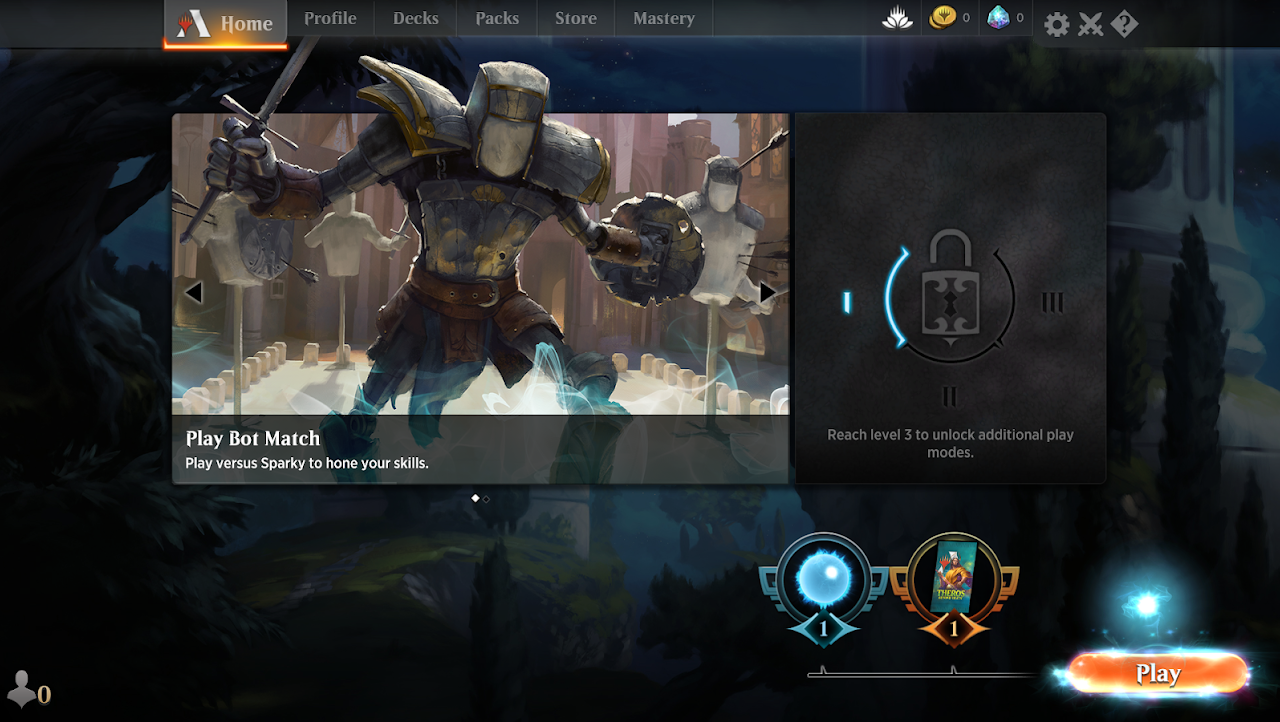 Home
Profile
Decks
Packs
Store
Mastery
0
0
Play Bot Match
Play versus Sparky to hone your skills.
I
III
II
Reach level 3 to unlock additional play
modes.
THEROS
1
1
Play
0